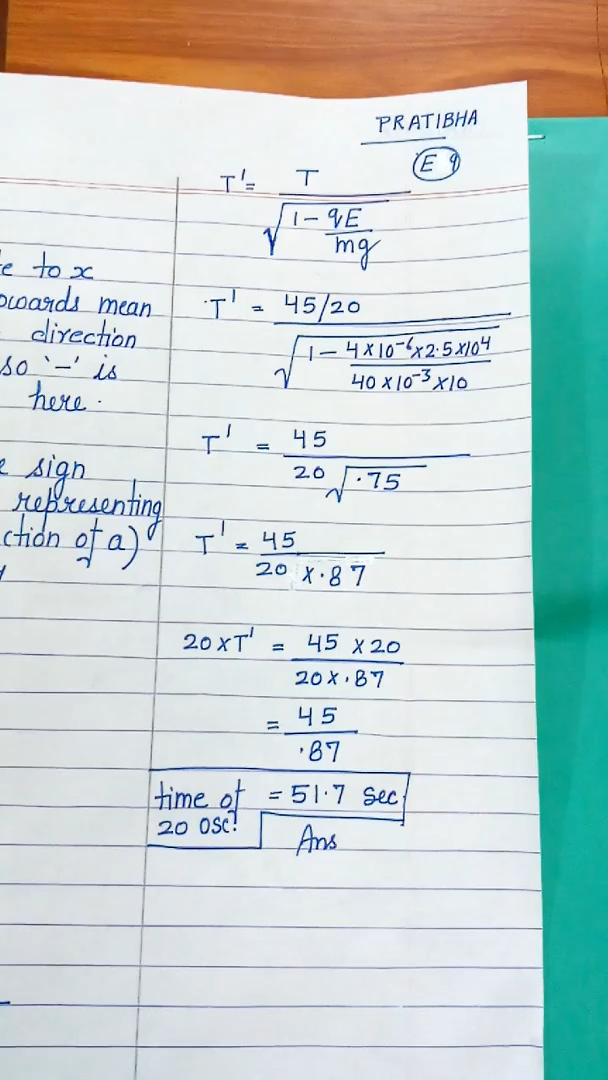 PRATIBHA
E q
T' = T / √(1 - qE/mg)
e to x
owards mean
direction
so '-' is
here.
e sign
representing
ction of a)
T' = 45/20 / √(1 - 4 x 10⁻⁶ x 2.5 x 10⁴ / 40 x 10⁻³ x 10)
T' = 45 / 20 √.75
T' = 45 / 20 x .87
20 x T' = 45 x 20 / 20 x .87
= 45 / .87
time of = 51.7 sec
20 osc!
Ans